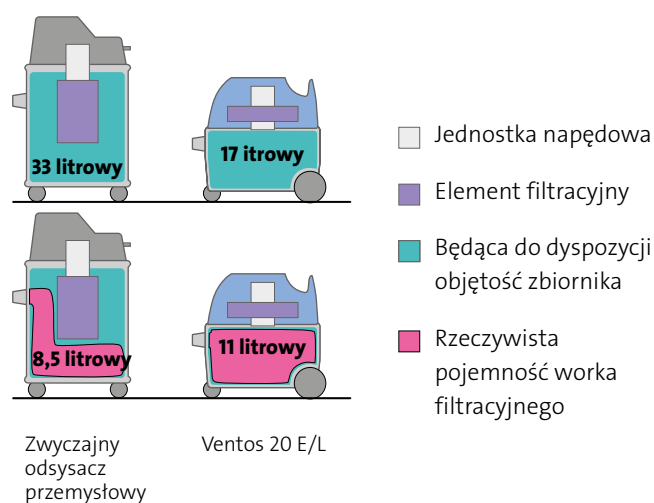 33 litrowy
17 itrowy
8,5 litrowy
11 litrowy
Zwyczajny
odsysacz
przemysłowy
Ventos 20 E/L
Jednostka napędowa
Element filtracyjny
Będąca do dyspozycji
objętość zbiornika
Rzeczywista
pojemność worka
filtracyjnego